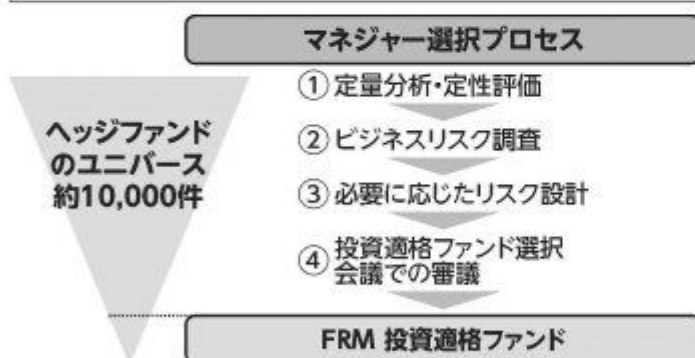 マネジャー選択プロセス
①定量分析・定性評価
ヘッジファンド
のユニバース
約10,000件
②ビジネスリスク調査
③必要に応じたリスク設計
④投資適格ファンド選択
会議での審議
FRM 投資適格ファンド